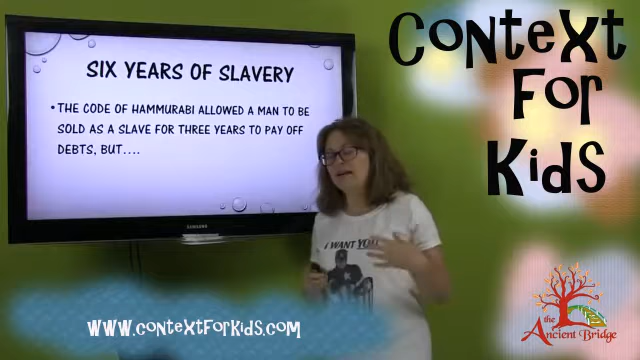 SIX YEARS OF SLAVERY
• THE CODE OF HAMMURABI ALLOWED A MAN TO BE
SOLD AS A SLAVE FOR THREE YEARS TO PAY OFF
DEBTS, BUT....
SAMSUNG
I WANT YOU
Context
For
Kids
www.contextforkids.com
the
Ancient Bridge